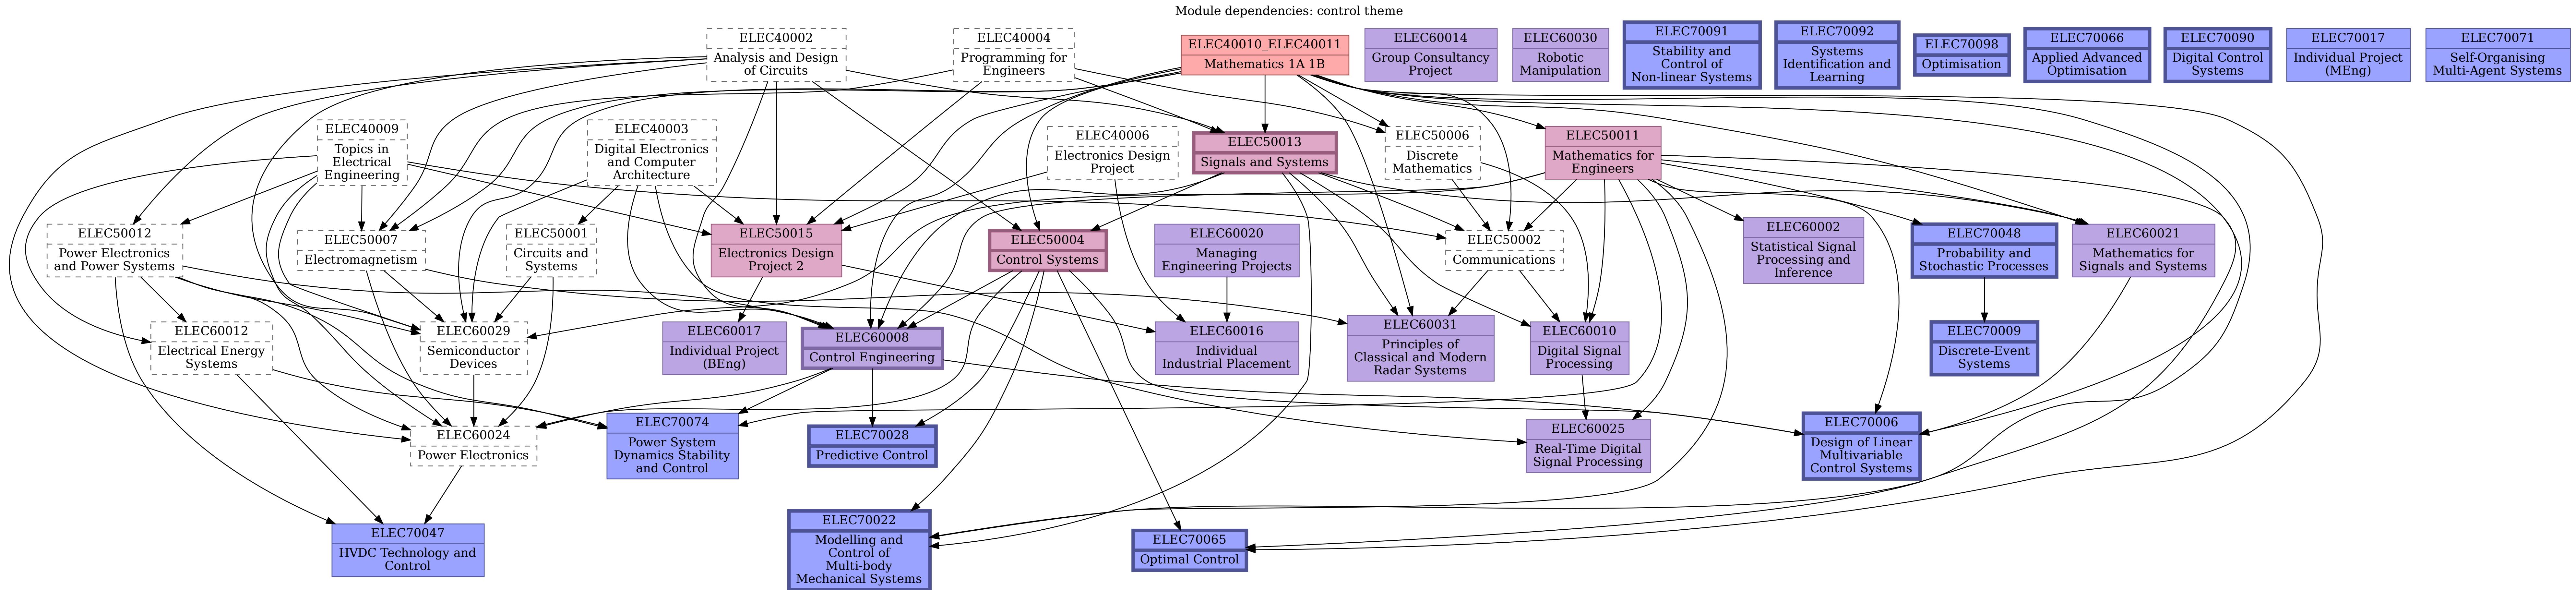 Module dependencies: control theme
ELEC40002
Analysis and Design
of Circuits
ELEC40004
Programming for
Engineers
ELEC40010_ELEC40011
Mathematics 1A 1B
ELEC60014
Group Consultancy
Project
ELEC60030
Robotic
Manipulation
ELEC70091
Stability and
Control of
Non-linear Systems
ELEC70092
Systems
Identification and
Learning
ELEC70098
Optimisation
ELEC70066
Applied Advanced
Optimisation
ELEC70090
Digital Control
Systems
ELEC70017
Individual Project
(MEng)
ELEC70071
Self-Organising
Multi-Agent Systems
ELEC40009
Topics in
Electrical
Engineering
ELEC40003
Digital Electronics
and Computer
Architecture
ELEC40006
Electronics Design
Project
ELEC50013
Signals and Systems
ELEC50006
Discrete
Mathematics
ELEC50011
Mathematics for
Engineers
ELEC50012
Power Electronics
and Power Systems
ELEC50007
Electromagnetism
ELEC50001
Circuits and
Systems
ELEC50015
Electronics Design
Project 2
ELEC50004
Control Systems
ELEC60020
Managing
Engineering Projects
ELEC50002
Communications
ELEC60002
Statistical Signal
Processing and
Inference
ELEC70048
Probability and
Stochastic Processes
ELEC60021
Mathematics for
Signals and Systems
ELEC60012
Electrical Energy
Systems
ELEC60029
Semiconductor
Devices
ELEC60017
Individual Project
(BEng)
ELEC60008
Control Engineering
ELEC60016
Individual
Industrial Placement
ELEC60031
Principles of
Classical and Modern
Radar Systems
ELEC60010
Digital Signal
Processing
ELEC70009
Discrete-Event
Systems
ELEC60024
Power Electronics
ELEC70074
Power System
Dynamics Stability
and Control
ELEC70028
Predictive Control
ELEC60025
Real-Time Digital
Signal Processing
ELEC70006
Design of Linear
Multivariable
Control Systems
ELEC70047
HVDC Technology and
Control
ELEC70022
Modelling and
Control of
Multi-body
Mechanical Systems
ELEC70065
Optimal Control